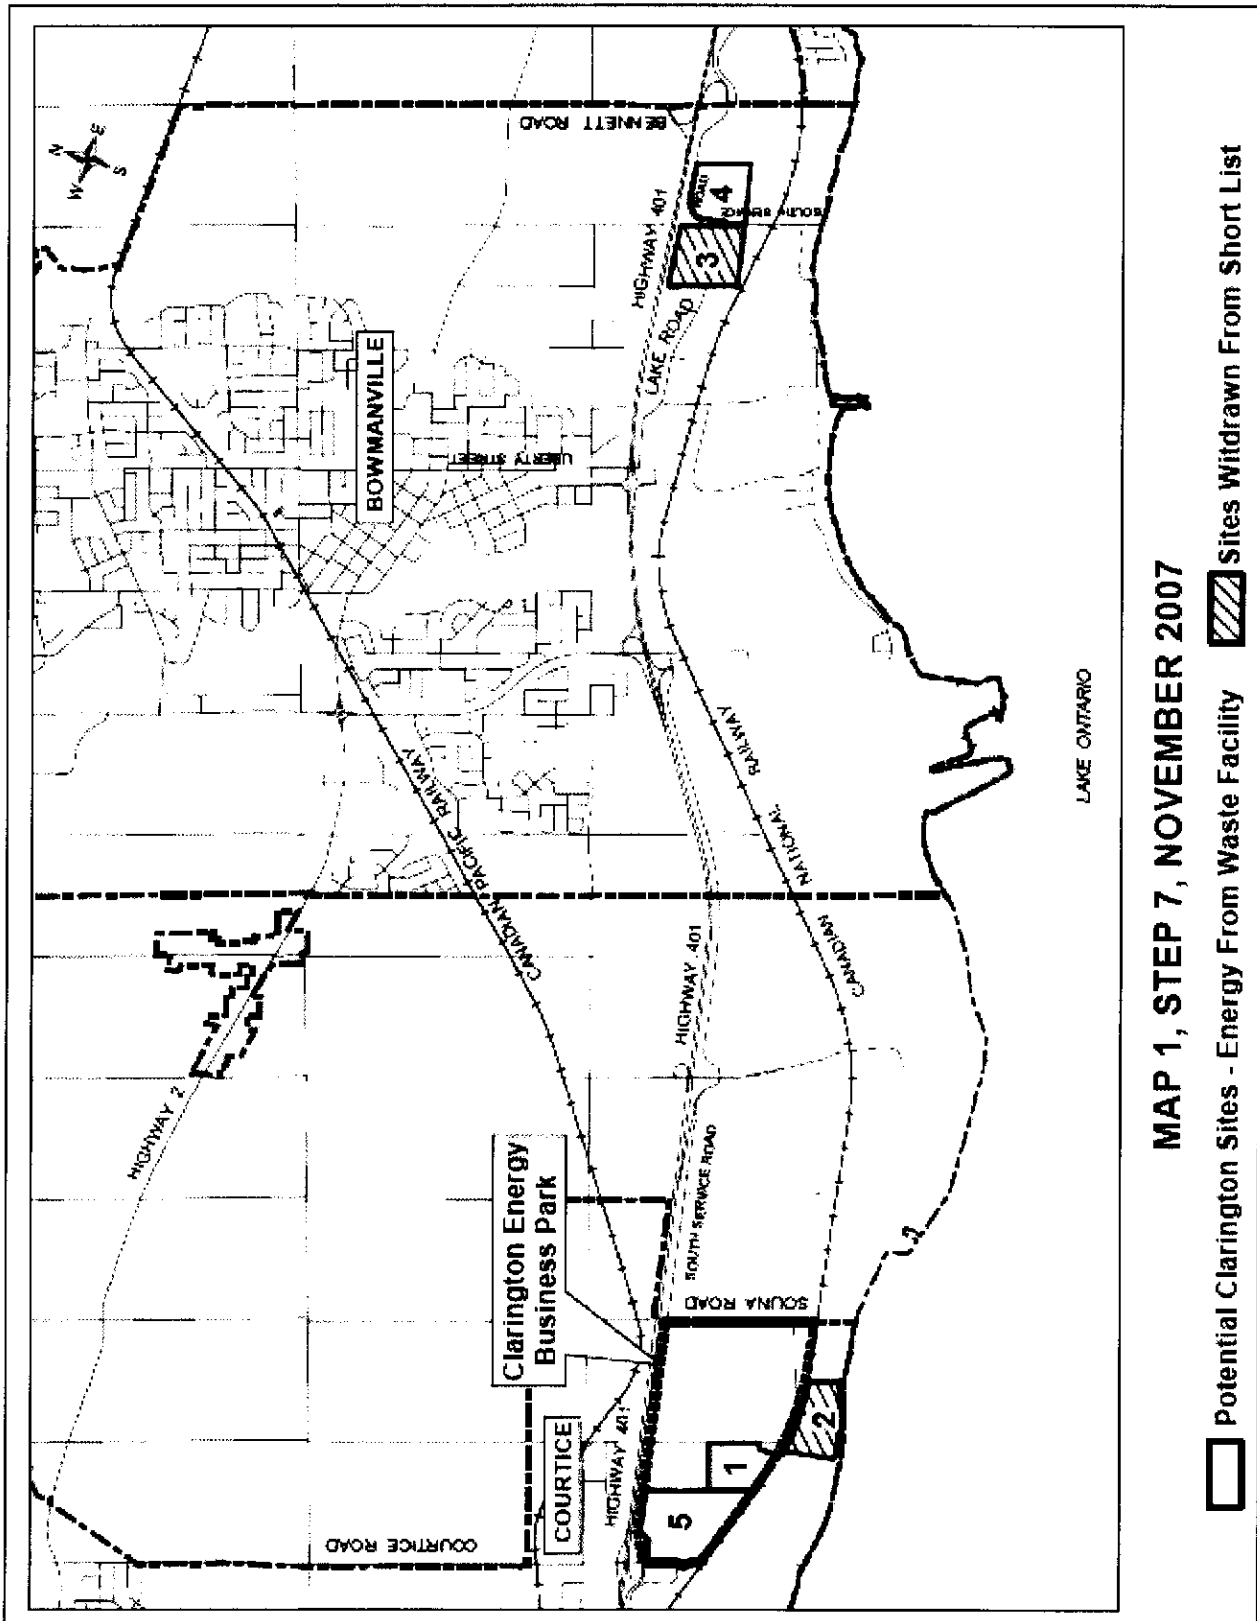 N
W
E
S
BENNETT ROAD
BOWMANVILLE
LIBERTY STREET
HIGHWAY 401
LAKE ROAD
SOUTH SERVICE
ROAD
3
4
HIGHWAY 2
CANADIAN PACIFIC RAILWAY
Clarington Energy
Business Park
COURTICE
COURTICE ROAD
HIGHWAY 401
HIGHWAY 401
SOUTH SERVICE ROAD
SOLINA ROAD
CANADIAN NATIONAL RAILWAY
5
1
2
LAKE ONTARIO
MAP 1, STEP 7, NOVEMBER 2007
Potential Clarington Sites - Energy From Waste Facility
Sites Witdrawn From Short List